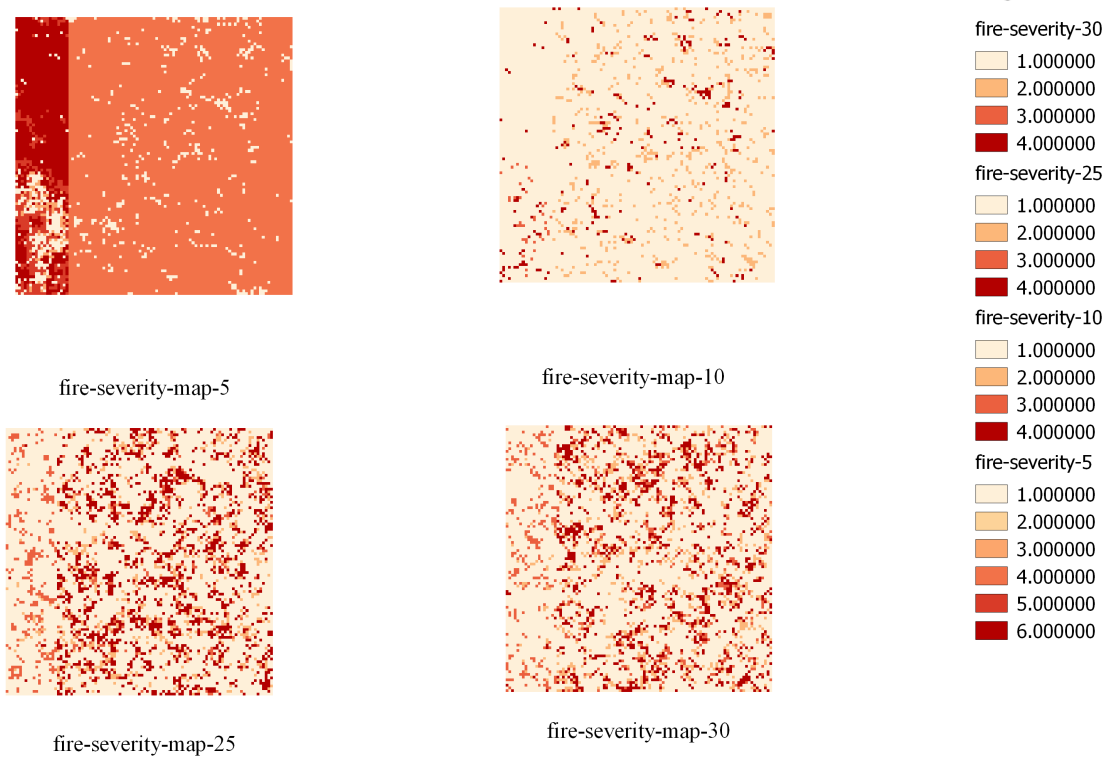 fire-severity-map-5
fire-severity-map-10
fire-severity-map-25
fire-severity-map-30
fire-severity-30
1.000000
2.000000
3.000000
4.000000
fire-severity-25
1.000000
2.000000
3.000000
4.000000
fire-severity-10
1.000000
2.000000
3.000000
4.000000
fire-severity-5
1.000000
2.000000
3.000000
4.000000
5.000000
6.000000